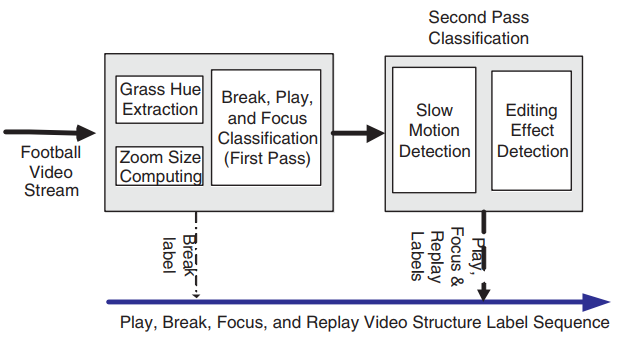 Second Pass
Classification
Grass Hue
Extraction
Zoom Size
Computing
Break, Play,
and Focus
Classification
(First Pass)
Slow
Motion
Detection
Editing
Effect
Detection
Football
Video
Stream
Break
label
Play,
Focus &
Replay
Labels
Play, Break, Focus, and Replay Video Structure Label Sequence